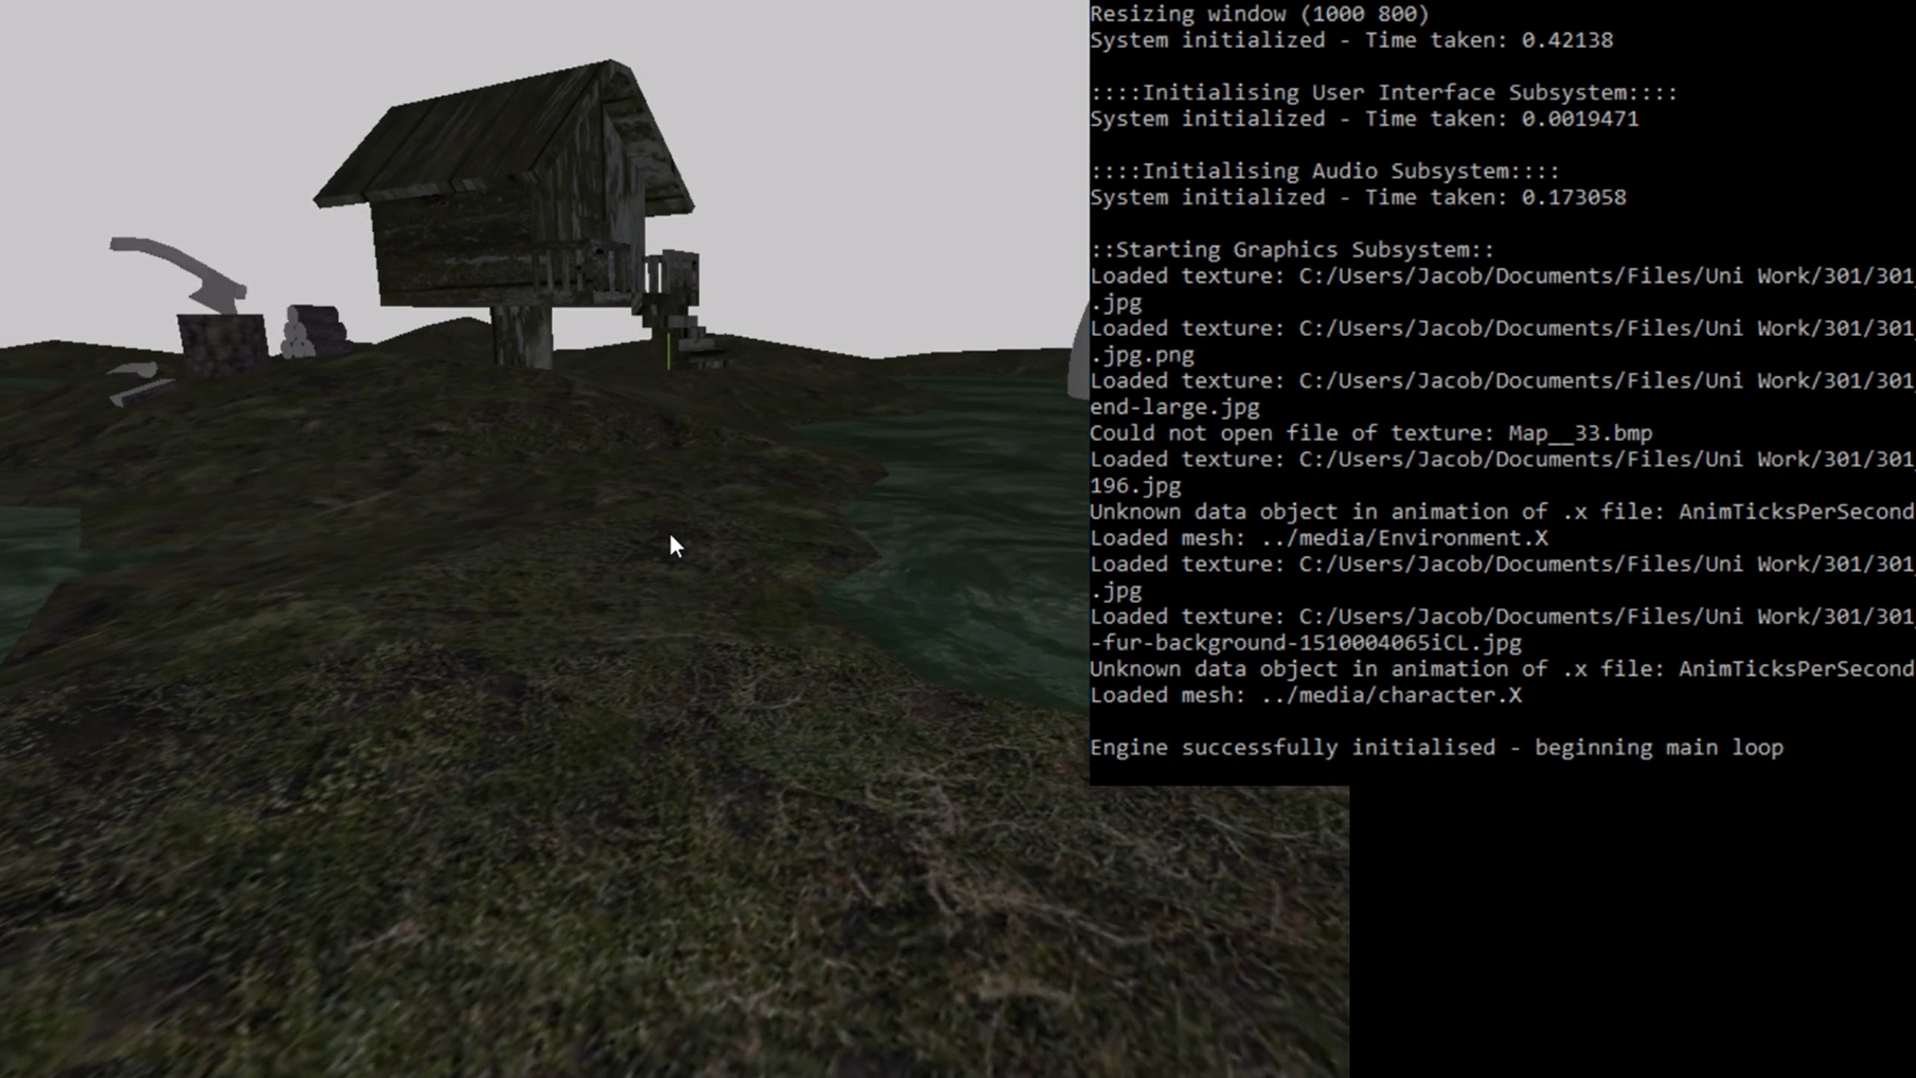 Resizing window (1000 800)
System initialized - Time taken: 0.42138
::::Initialising User Interface Subsystem::::
System initialized - Time taken: 0.0019471
::::Initialising Audio Subsystem::::
System initialized - Time taken: 0.173058
::Starting Graphics Subsystem::
Loaded texture: C:/Users/Jacob/Documents/Files/Uni Work/301/301_
.jpg
Loaded texture: C:/Users/Jacob/Documents/Files/Uni Work/301/301_
.jpg.png
Loaded texture: C:/Users/Jacob/Documents/Files/Uni Work/301/301_
end-large.jpg
Could not open file of texture: Map__33.bmp
Loaded texture: C:/Users/Jacob/Documents/Files/Uni Work/301/301_
196.jpg
Unknown data object in animation of .x file: AnimTicksPerSecond
Loaded mesh: ../media/Environment.X
Loaded texture: C:/Users/Jacob/Documents/Files/Uni Work/301/301_
.jpg
Loaded texture: C:/Users/Jacob/Documents/Files/Uni Work/301/301_
-fur-background-1510004065iCL.jpg
Unknown data object in animation of .x file: AnimTicksPerSecond
Loaded mesh: ../media/character.X
Engine successfully initialised - beginning main loop